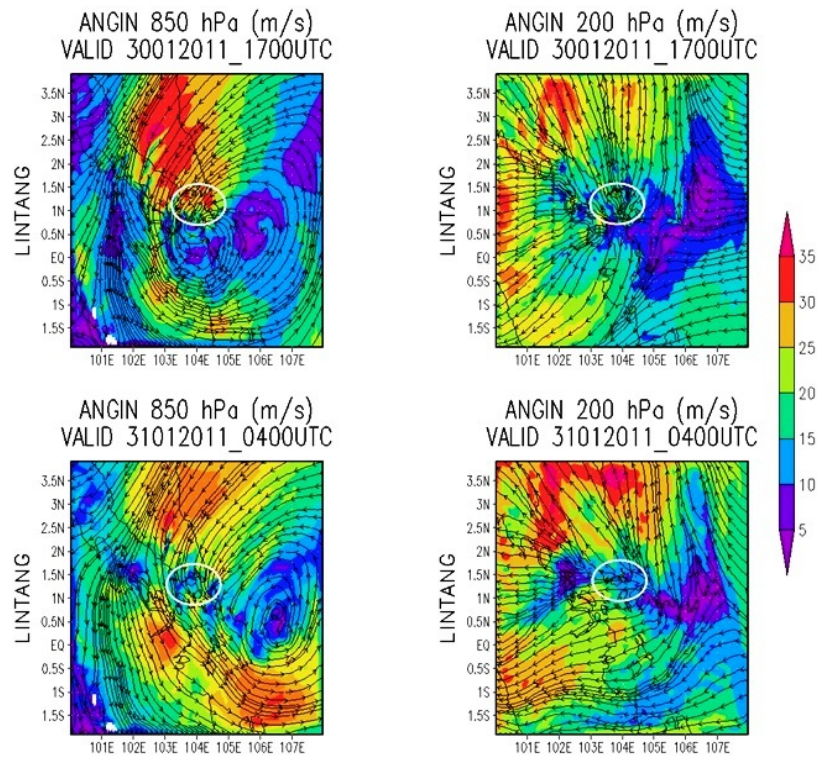 ANGIN 850 hPa (m/s)
VALID 30012011_1700UTC
LINTANG
3.5N
3N
2.5N
2N
1.5N
1N
0.5N
EQ
0.5S
1S
1.5S
101E 102E 103E 104E 105E 106E 107E
ANGIN 200 hPa (m/s)
VALID 30012011_1700UTC
LINTANG
3.5N
3N
2.5N
2N
1.5N
1N
0.5N
EQ
0.5S
1S
1.5S
101E 102E 103E 104E 105E 106E 107E
35
30
25
20
15
10
5
ANGIN 850 hPa (m/s)
VALID 31012011_0400UTC
LINTANG
3.5N
3N
2.5N
2N
1.5N
1N
0.5N
EQ
0.5S
1S
1.5S
101E 102E 103E 104E 105E 106E 107E
ANGIN 200 hPa (m/s)
VALID 31012011_0400UTC
LINTANG
3.5N
3N
2.5N
2N
1.5N
1N
0.5N
EQ
0.5S
1S
1.5S
101E 102E 103E 104E 105E 106E 107E